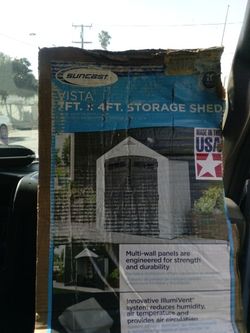 SUNCAST
VISTA
7FT. x 4FT. STORAGE SHED
MADE IN THE
USA
Multi-wall panels are
engineered for strength
and durability
Innovative IllumiVent
system reduces humidity,
air temperature and
provides air circulation